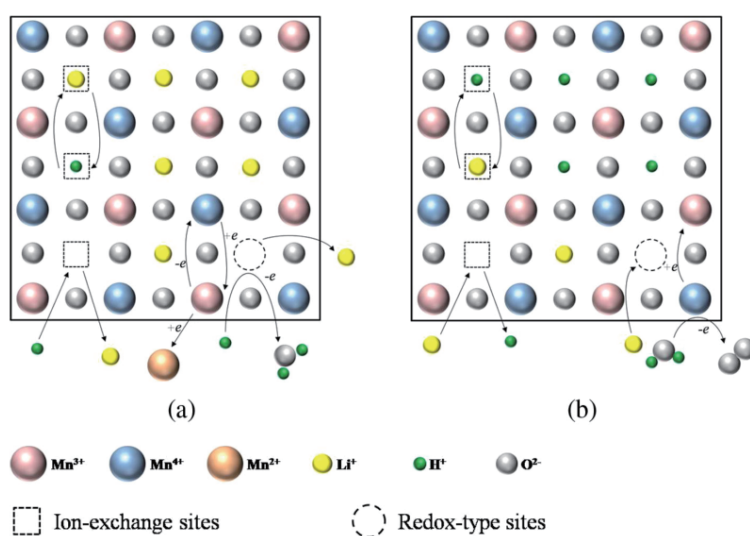 +e
-e
-e
+e
+e
-e
(a)
(b)
Mn³⁺
Mn⁴⁺
Mn²⁺
Li⁺
H⁺
O²⁻
Ion-exchange sites
Redox-type sites